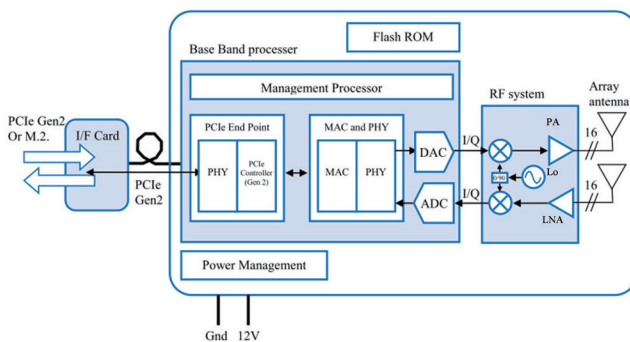 Flash ROM
Base Band processer
Management Processor
RF system
Array
antenna
PCIe Gen2
Or M.2.
I/F Card
PCIe End Point
MAC and PHY
DAC
I/Q
PA
16
PHY
PCIe
Controller
(Gen 2)
MAC
PHY
0/90
Lo
PCIe
Gen2
ADC
I/Q
LNA
16
Power Management
Gnd
12V